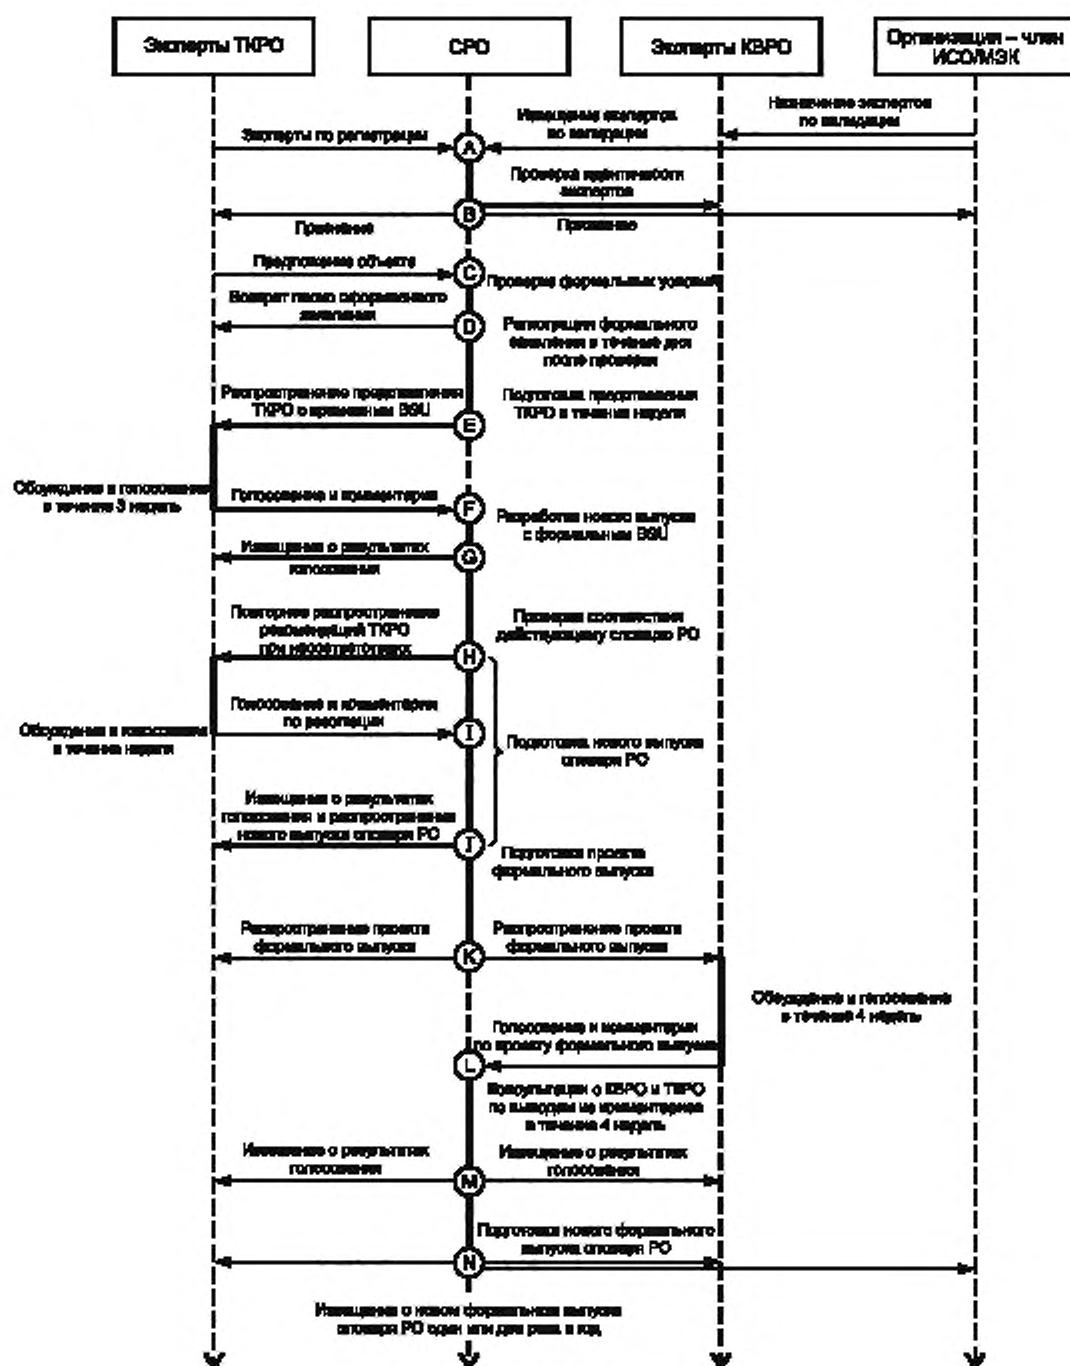 Эксперты ТКРО
СРО
Эксперты КВРО
Организация – член
ИСО/МЭК
Назначение экспертов
по валидации
Извещение экспертов
по валидации
Эксперты по регистрации
A
Проверка идентичности
экспертов
B
Признание
Признание
Предложение объекта
C
Проверка формальных условий
Возврат плохо оформленного
заявления
D
Регистрация формального
заявления в течение дня
после проверки
Распространение представления
ТКРО с временным BSU
Подготовка представления
ТКРО в течение недели
E
Обсуждение и голосование
в течение 3 недель
Голосование и комментарии
F
Разработка нового выпуска
с формальным BSU
Извещение о результатах
голосования
G
Повторное распространение
рекомендаций ТКРО
при несоответствиях
Проверка соответствия
действующему словарю РО
H
Голосование и комментарии
по резолюции
I
Обсуждение и голосование
в течение недели
Подготовка нового выпуска
словаря РО
Извещение о результатах
голосования и распространение
нового выпуска словаря РО
J
Подготовка проекта
формального выпуска
Распространение проекта
формального выпуска
Распространение проекта
формального выпуска
K
Обсуждение и голосование
в течение 4 недель
Голосование и комментарии
по проекту формального выпуска
L
Консультации с КВРО и ТКРО
по выводам из комментариев
в течение 4 недель
Извещение о результатах
голосования
Извещение о результатах
голосования
M
Подготовка нового формального
выпуска словаря РО
N
Извещение о новом формальном выпуске
словаря РО один или два раза в год